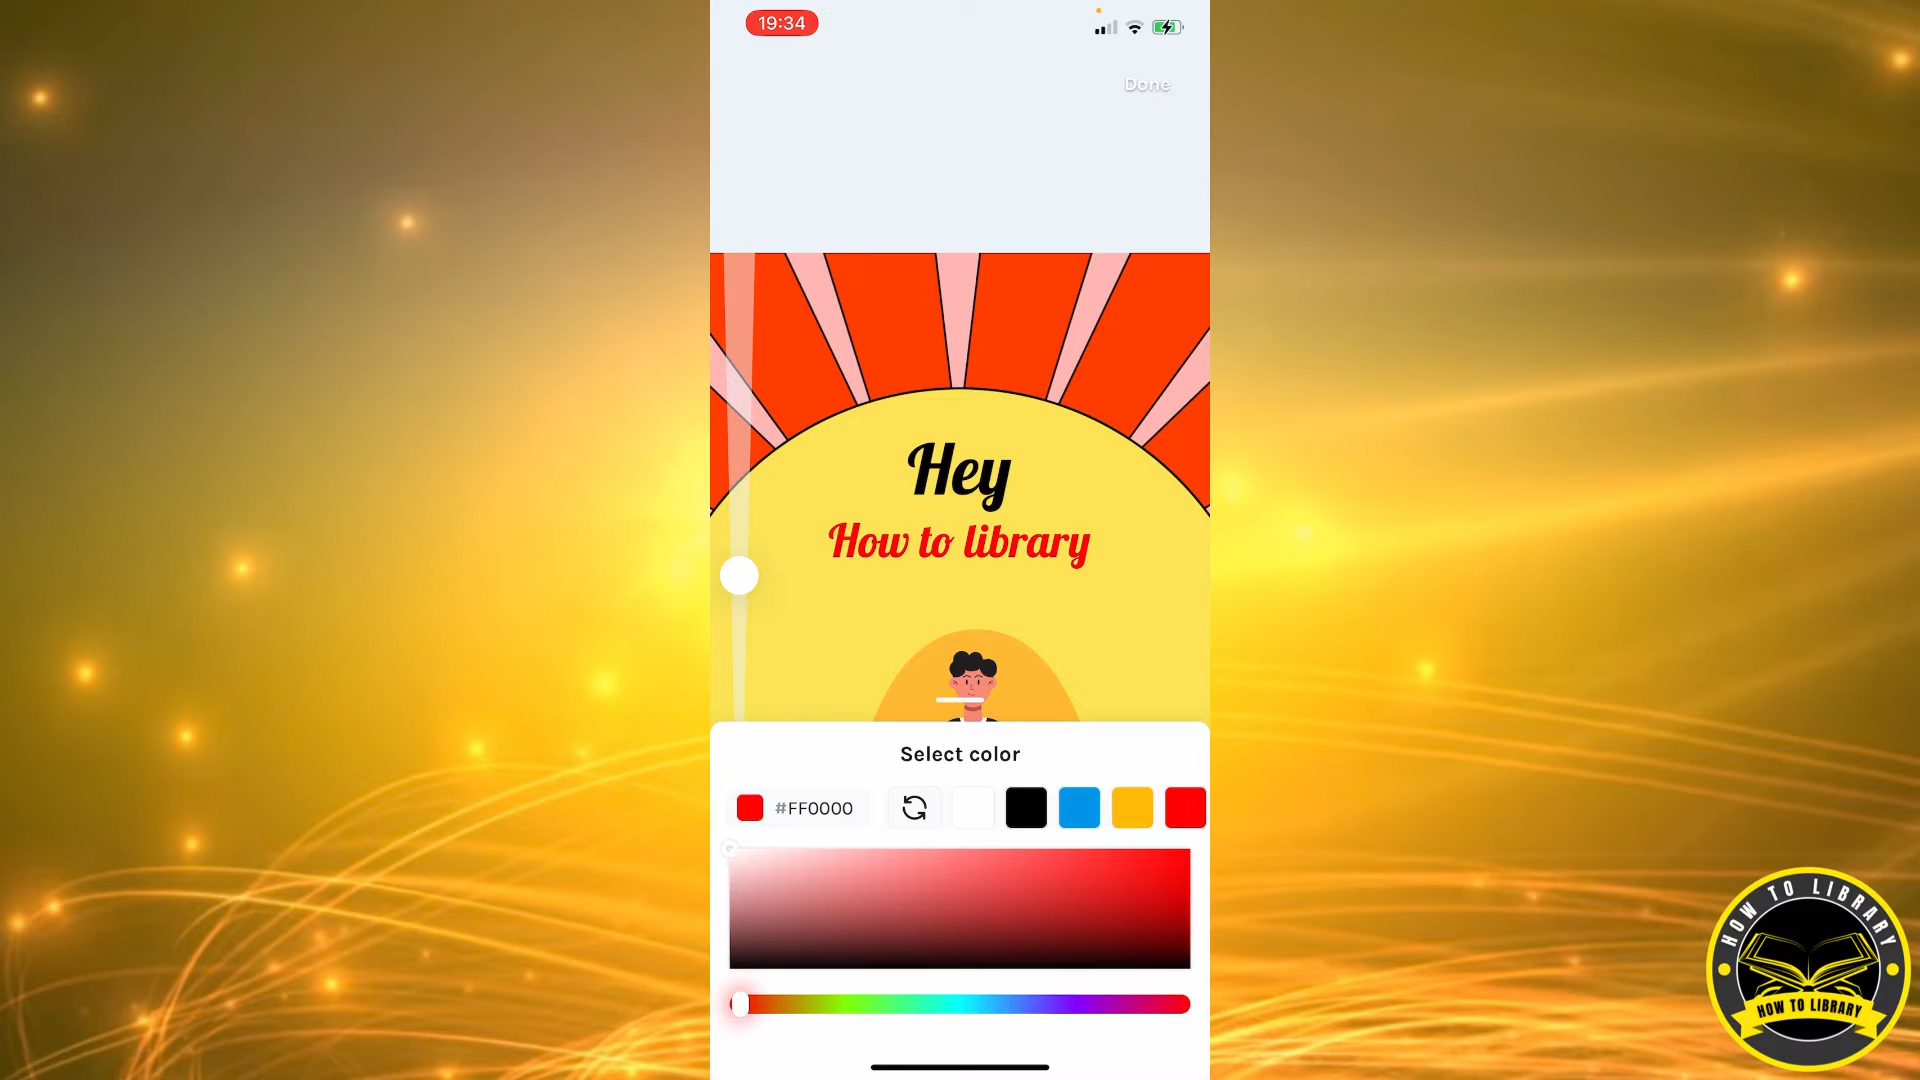 19:34
Done
Hey
How to library
Select color
#FF0000
HOW TO LIBRARY
HOW TO LIBRARY